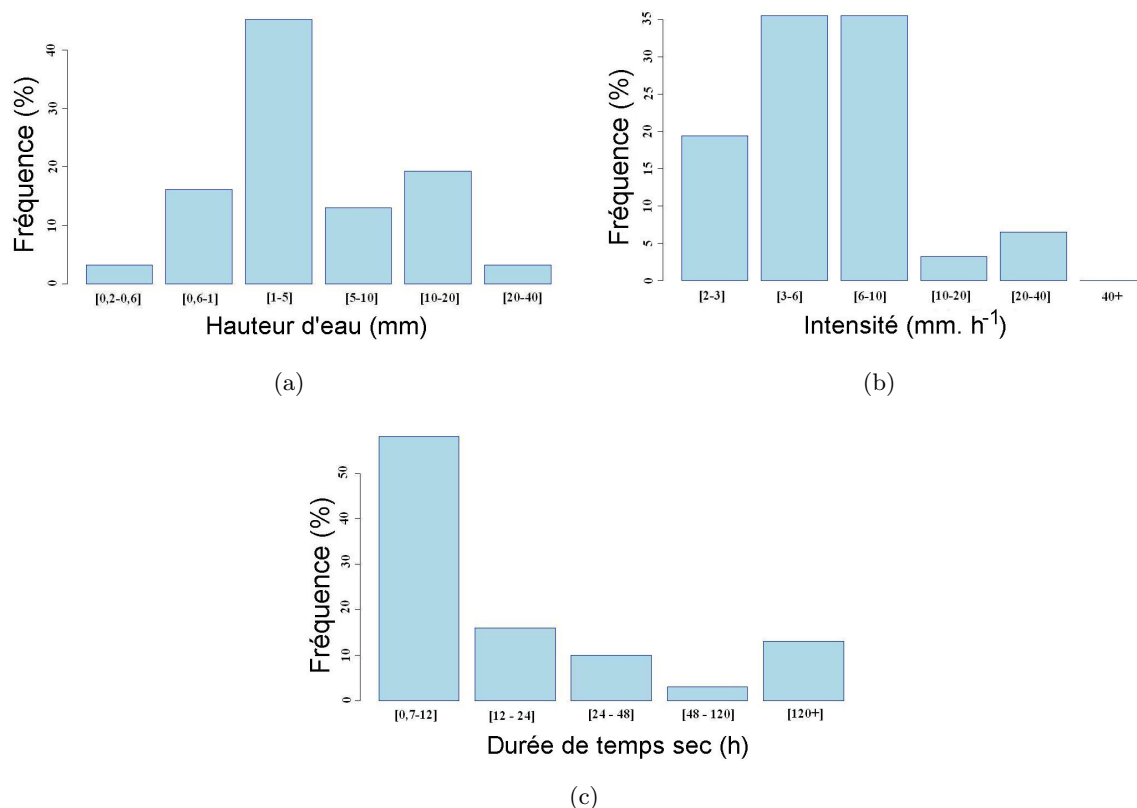 Fréquence (%)
0 10 20 30 40
[0,2-0,6] [0,6-1] [1-5] [5-10] [10-20] [20-40]
Hauteur d'eau (mm)
(a)
Fréquence (%)
0 5 10 15 20 25 30 35
[2-3] [3-6] [6-10] [10-20] [20-40] 40+
Intensité (mm. h⁻¹)
(b)
Fréquence (%)
0 10 20 30 40 50
[0,7-12] [12 - 24] [24 - 48] [48 - 120] [120+]
Durée de temps sec (h)
(c)